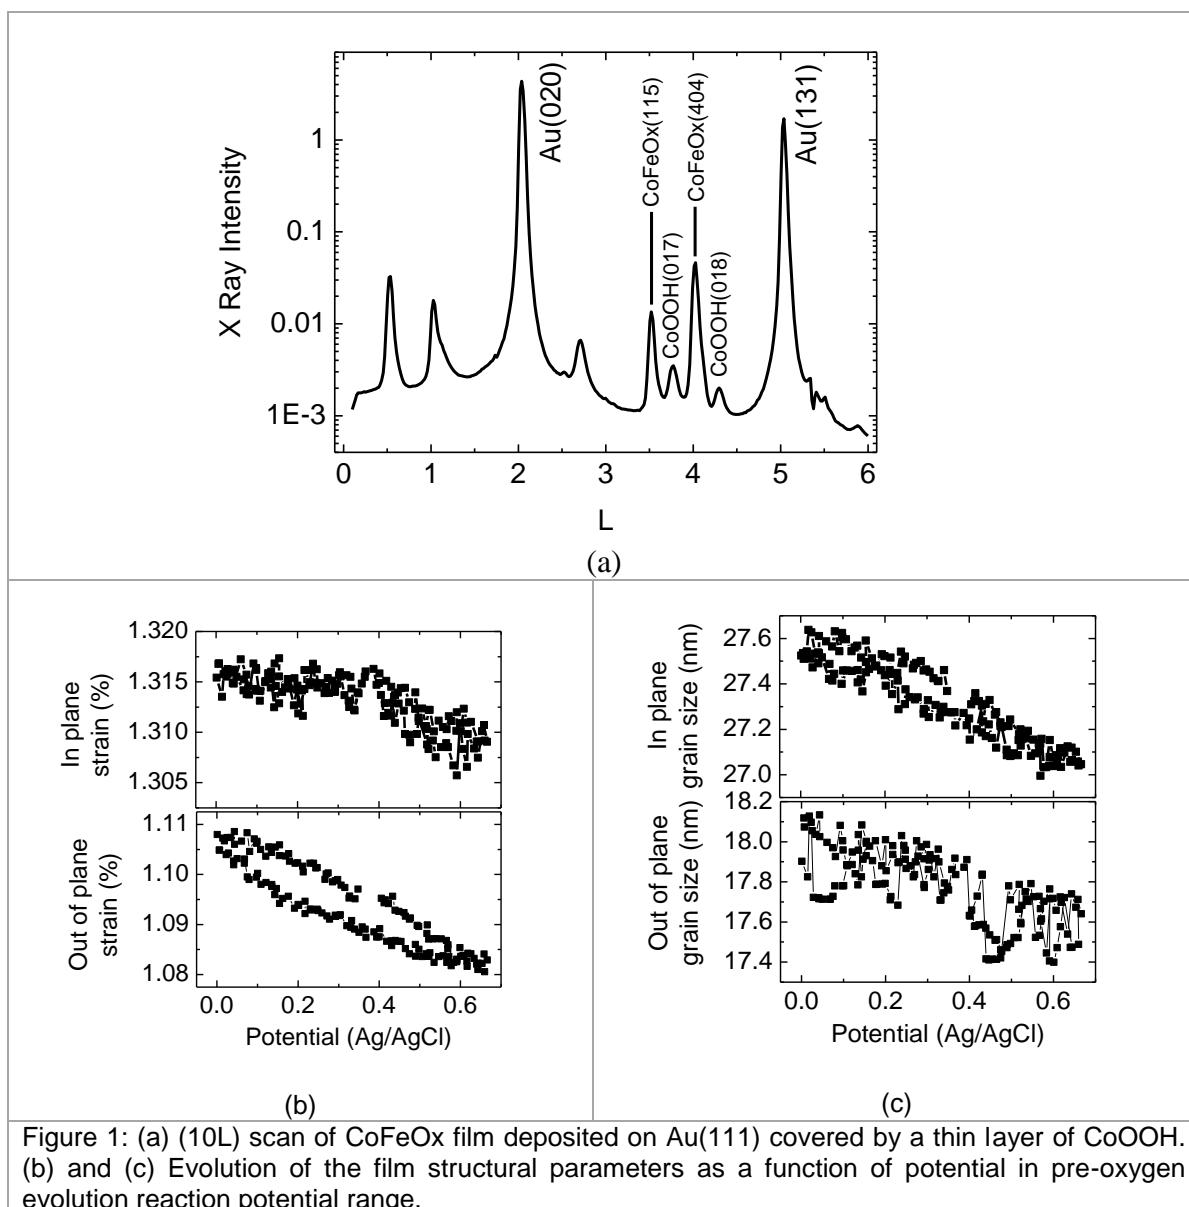 X Ray Intensity
1
0.1
0.01
1E-3
Au(020)
CoFeOx(115)
CoOOH(017)
CoFeOx(404)
CoOOH(018)
Au(131)
0 1 2 3 4 5 6
L
(a)
In plane
strain (%)
1.320
1.315
1.310
1.305
Out of plane
strain (%)
1.11
1.10
1.09
1.08
0.0 0.2 0.4 0.6
Potential (Ag/AgCl)
(b)
In plane
grain size (nm)
27.6
27.4
27.2
27.0
18.2
Out of plane
grain size (nm)
18.2
18.0
17.8
17.6
17.4
0.0 0.2 0.4 0.6
Potential (Ag/AgCl)
(c)
Figure 1: (a) (10L) scan of CoFeOx film deposited on Au(111) covered by a thin layer of CoOOH.
(b) and (c) Evolution of the film structural parameters as a function of potential in pre-oxygen
evolution reaction potential range.